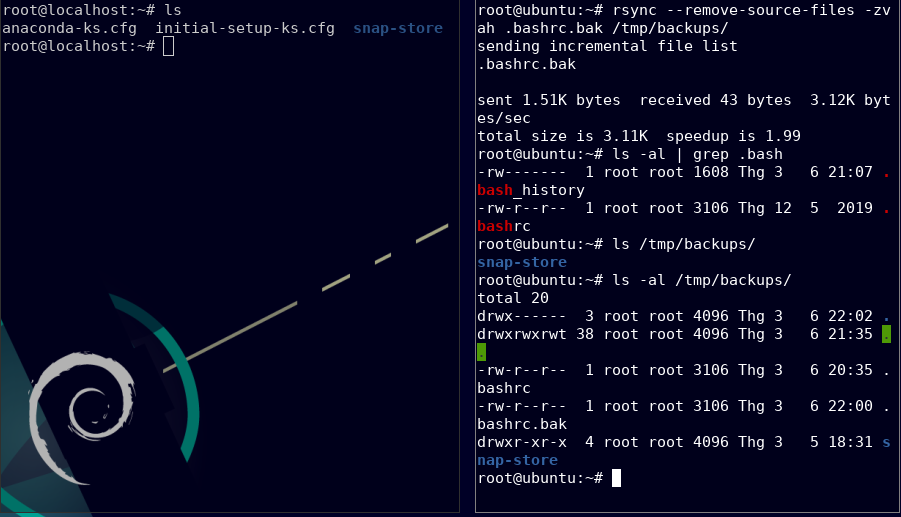 root@localhost:~# ls
anaconda-ks.cfg  initial-setup-ks.cfg  snap-store
root@localhost:~#
root@ubuntu:~# rsync --remove-source-files -zv
ah .bashrc.bak /tmp/backups/
sending incremental file list
.bashrc.bak

sent 1.51K bytes  received 43 bytes  3.12K byt
es/sec
total size is 3.11K  speedup is 1.99
root@ubuntu:~# ls -al | grep .bash
-rw-------  1 root root 1608 Thg 3   6 21:07 .
bash_history
-rw-r--r--  1 root root 3106 Thg 12  5  2019 .
bashrc
root@ubuntu:~# ls /tmp/backups/
snap-store
root@ubuntu:~# ls -al /tmp/backups/
total 20
drwx------  3 root root 4096 Thg 3   6 22:02 .
drwxrwxrwt 38 root root 4096 Thg 3   6 21:35 .
.
-rw-r--r--  1 root root 3106 Thg 3   6 20:35 .
bashrc
-rw-r--r--  1 root root 3106 Thg 3   6 22:00 .
bashrc.bak
drwxr-xr-x  4 root root 4096 Thg 3   5 18:31 s
nap-store
root@ubuntu:~#